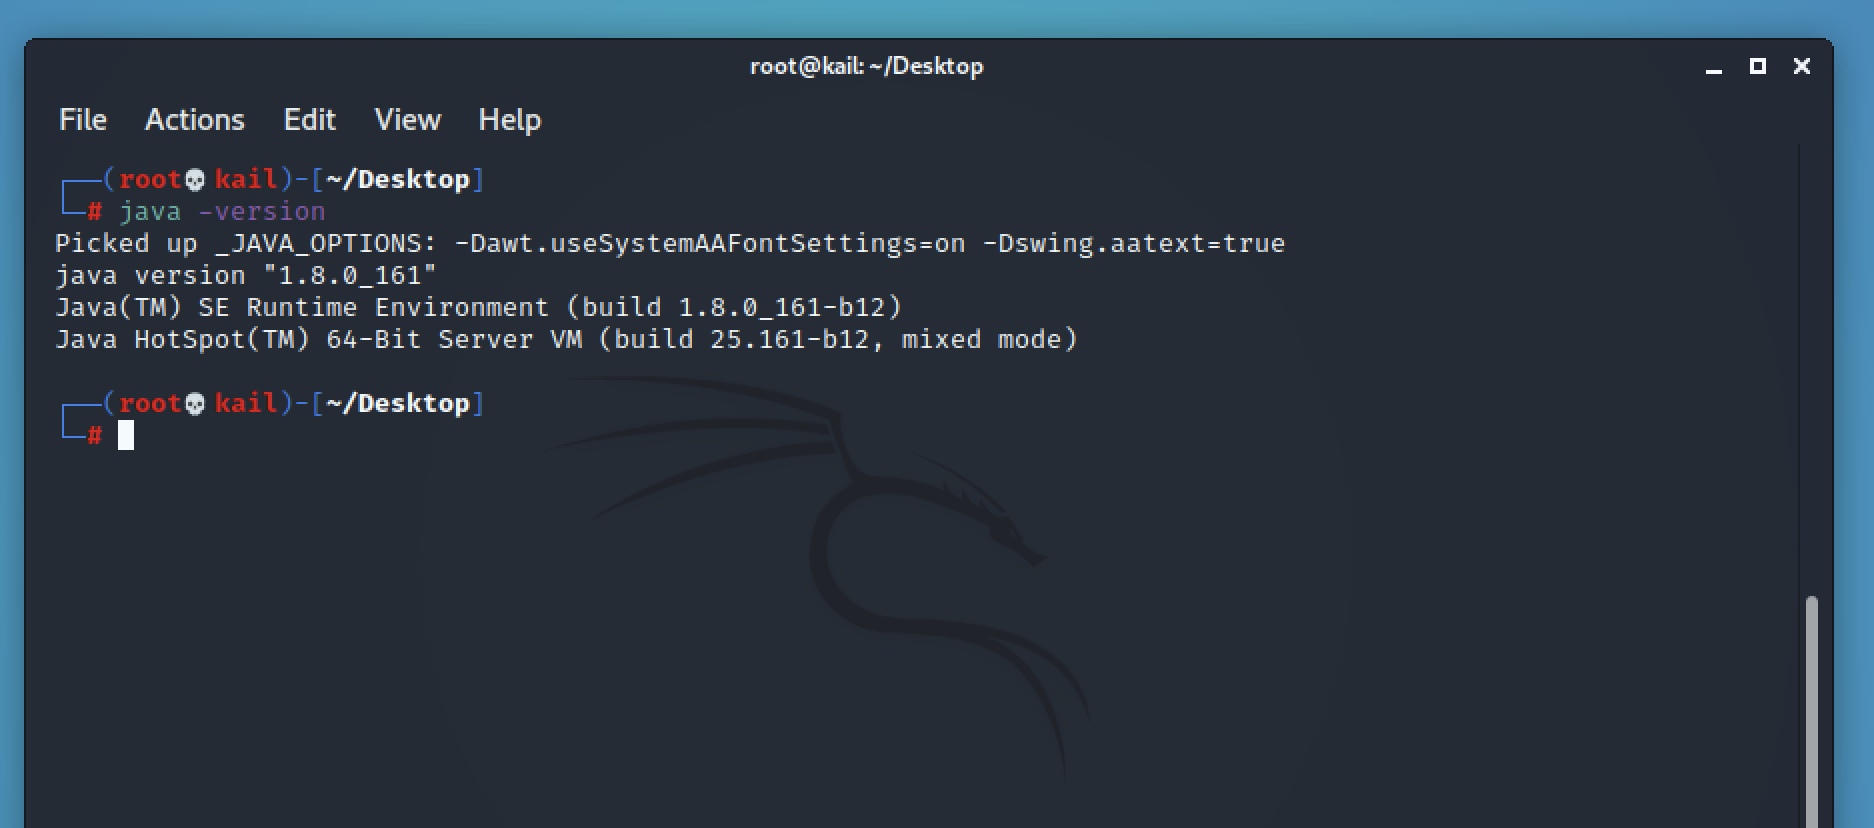 root@kail: ~/Desktop
File Actions Edit View Help
┌──(root💀kail)-[~/Desktop]
└─# java -version
Picked up _JAVA_OPTIONS: -Dawt.useSystemAAFontSettings=on -Dswing.aatext=true
java version "1.8.0_161"
Java(TM) SE Runtime Environment (build 1.8.0_161-b12)
Java HotSpot(TM) 64-Bit Server VM (build 25.161-b12, mixed mode)
┌──(root💀kail)-[~/Desktop]
└─#